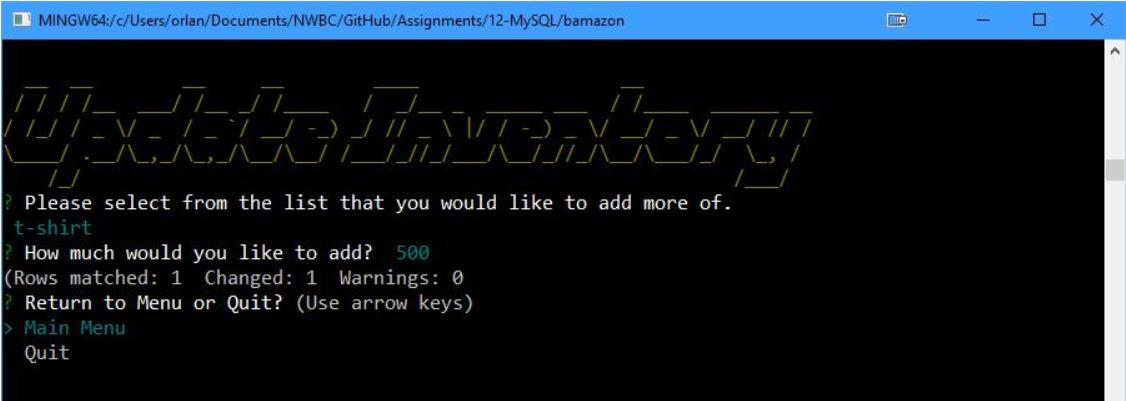 MINGW64:/c/Users/orlan/Documents/NWBC/GitHub/Assignments/12-MySQL/bamazon
Update Inventory
? Please select from the list that you would like to add more of.
t-shirt
? How much would you like to add?  500
(Rows matched: 1  Changed: 1  Warnings: 0
? Return to Menu or Quit? (Use arrow keys)
> Main Menu
Quit